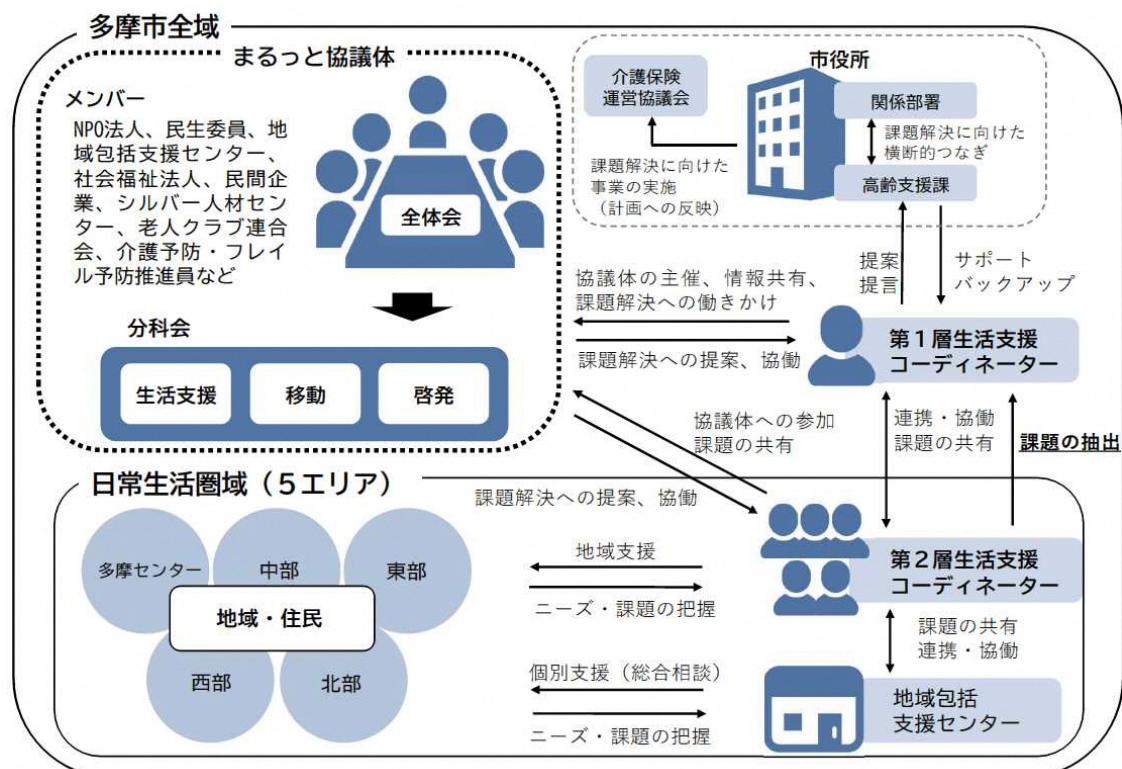 多摩市全域
まるっと協議体
メンバー
NPO法人、民生委員、地
域包括支援センター、
社会福祉法人、民間企
業、シルバー人材セン
ター、老人クラブ連合
会、介護予防・フレイ
ル予防推進員など
全体会
分科会
生活支援
移動
啓発
市役所
介護保険
運営協議会
関係部署
課題解決に向けた
横断的つなぎ
高齢支援課
課題解決に向けた
事業の実施
（計画への反映）
提案
提言
サポート
バックアップ
協議体の主催、情報共有、
課題解決への働きかけ
課題解決への提案、協働
第１層生活支援
コーディネーター
協議体への参加
課題の共有
連携・協働
課題の共有
課題の抽出
日常生活圏域（５エリア）
課題解決への提案、協働
多摩センター
中部
東部
地域・住民
西部
北部
地域支援
ニーズ・課題の把握
第２層生活支援
コーディネーター
課題の共有
連携・協働
個別支援（総合相談）
ニーズ・課題の把握
地域包括
支援センター